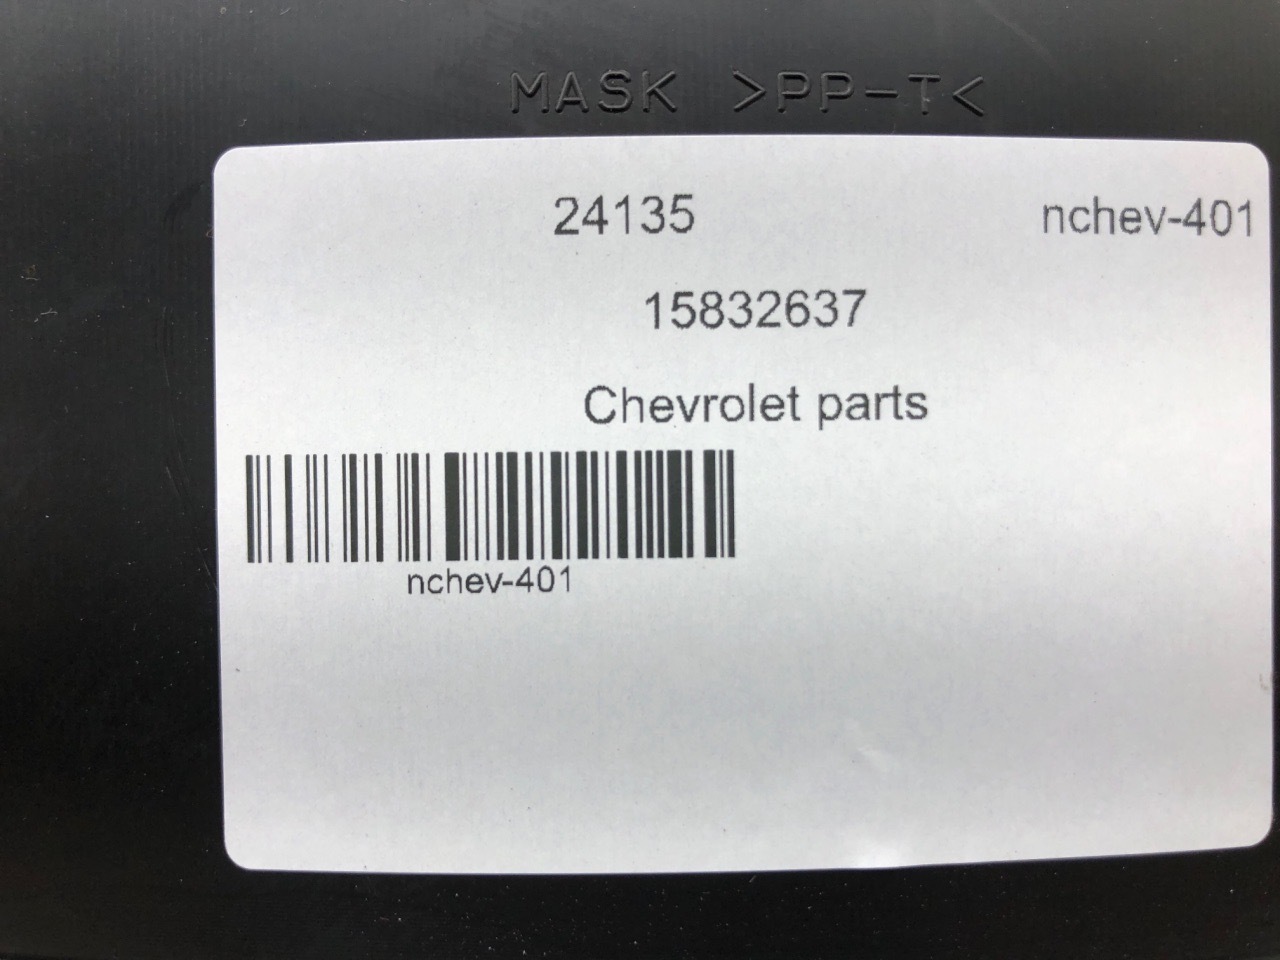 MASK >PP-T<
24135 nchev-401
15832637
Chevrolet parts
nchev-401